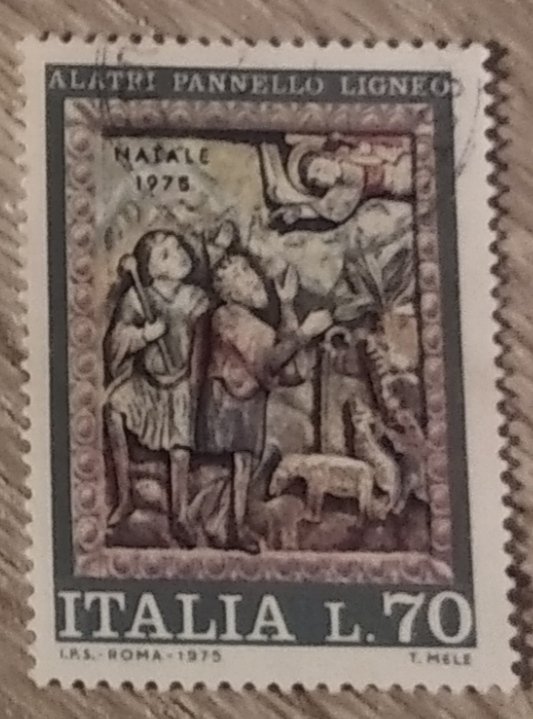 ALATRI PANNELLO LIGNEO
NATALE
1975
ITALIA L.70
I.P.S.-ROMA-1975 T. MELE